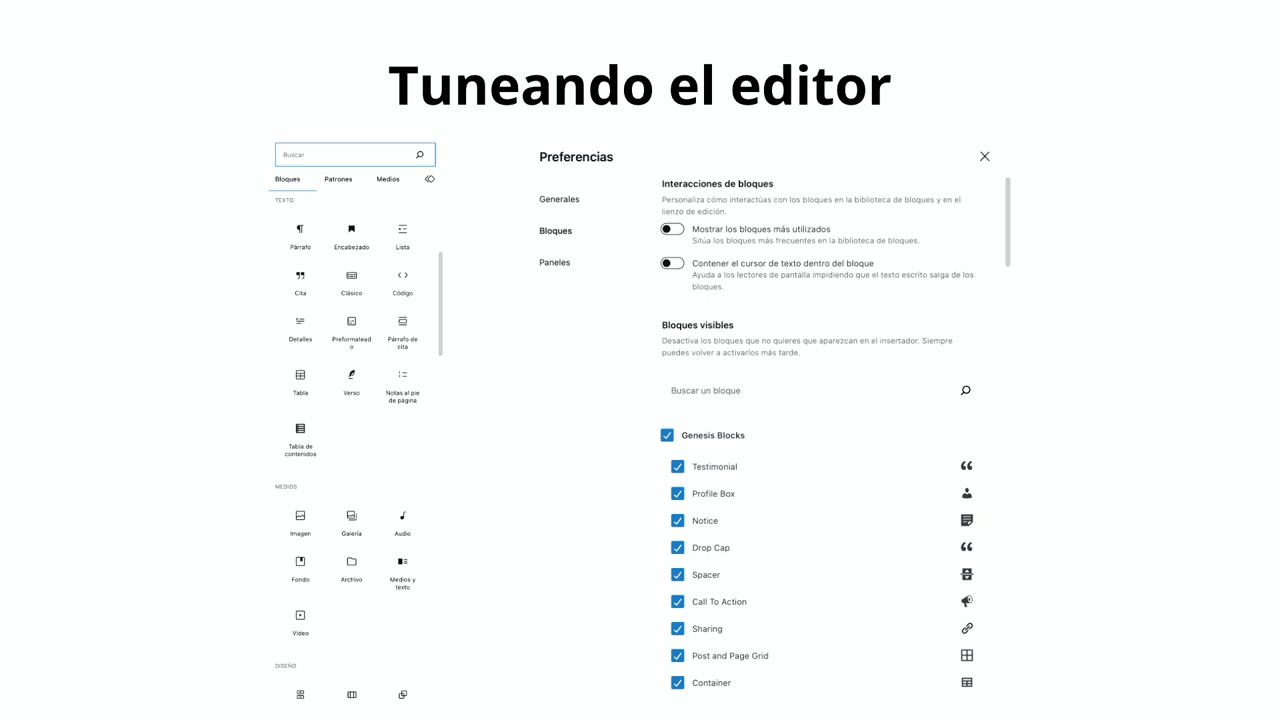 Tuneando el editor
Buscar
Bloques Patrones Medios
TEXTO
Párrafo Encabezado Lista
Cita Clásico Código
Detalles Preformatead
o Párrafo de
cita
Tabla Verso Notas al pie
de página
Tabla de
contenidos
MEDIOS
Imagen Galería Audio
Fondo Archivo Medios y
texto
Vídeo
DISEÑO
Preferencias
Generales
Bloques
Paneles
Interacciones de bloques
Personaliza cómo interactúas con los bloques en la biblioteca de bloques y en el
lienzo de edición.
Mostrar los bloques más utilizados
Sitúa los bloques más frecuentes en la biblioteca de bloques.
Contener el cursor de texto dentro del bloque
Ayuda a los lectores de pantalla impidiendo que el texto escrito salga de los
bloques.
Bloques visibles
Desactiva los bloques que no quieres que aparezcan en el insertador. Siempre
puedes volver a activarlos más tarde.
Buscar un bloque
Genesis Blocks
Testimonial
Profile Box
Notice
Drop Cap
Spacer
Call To Action
Sharing
Post and Page Grid
Container